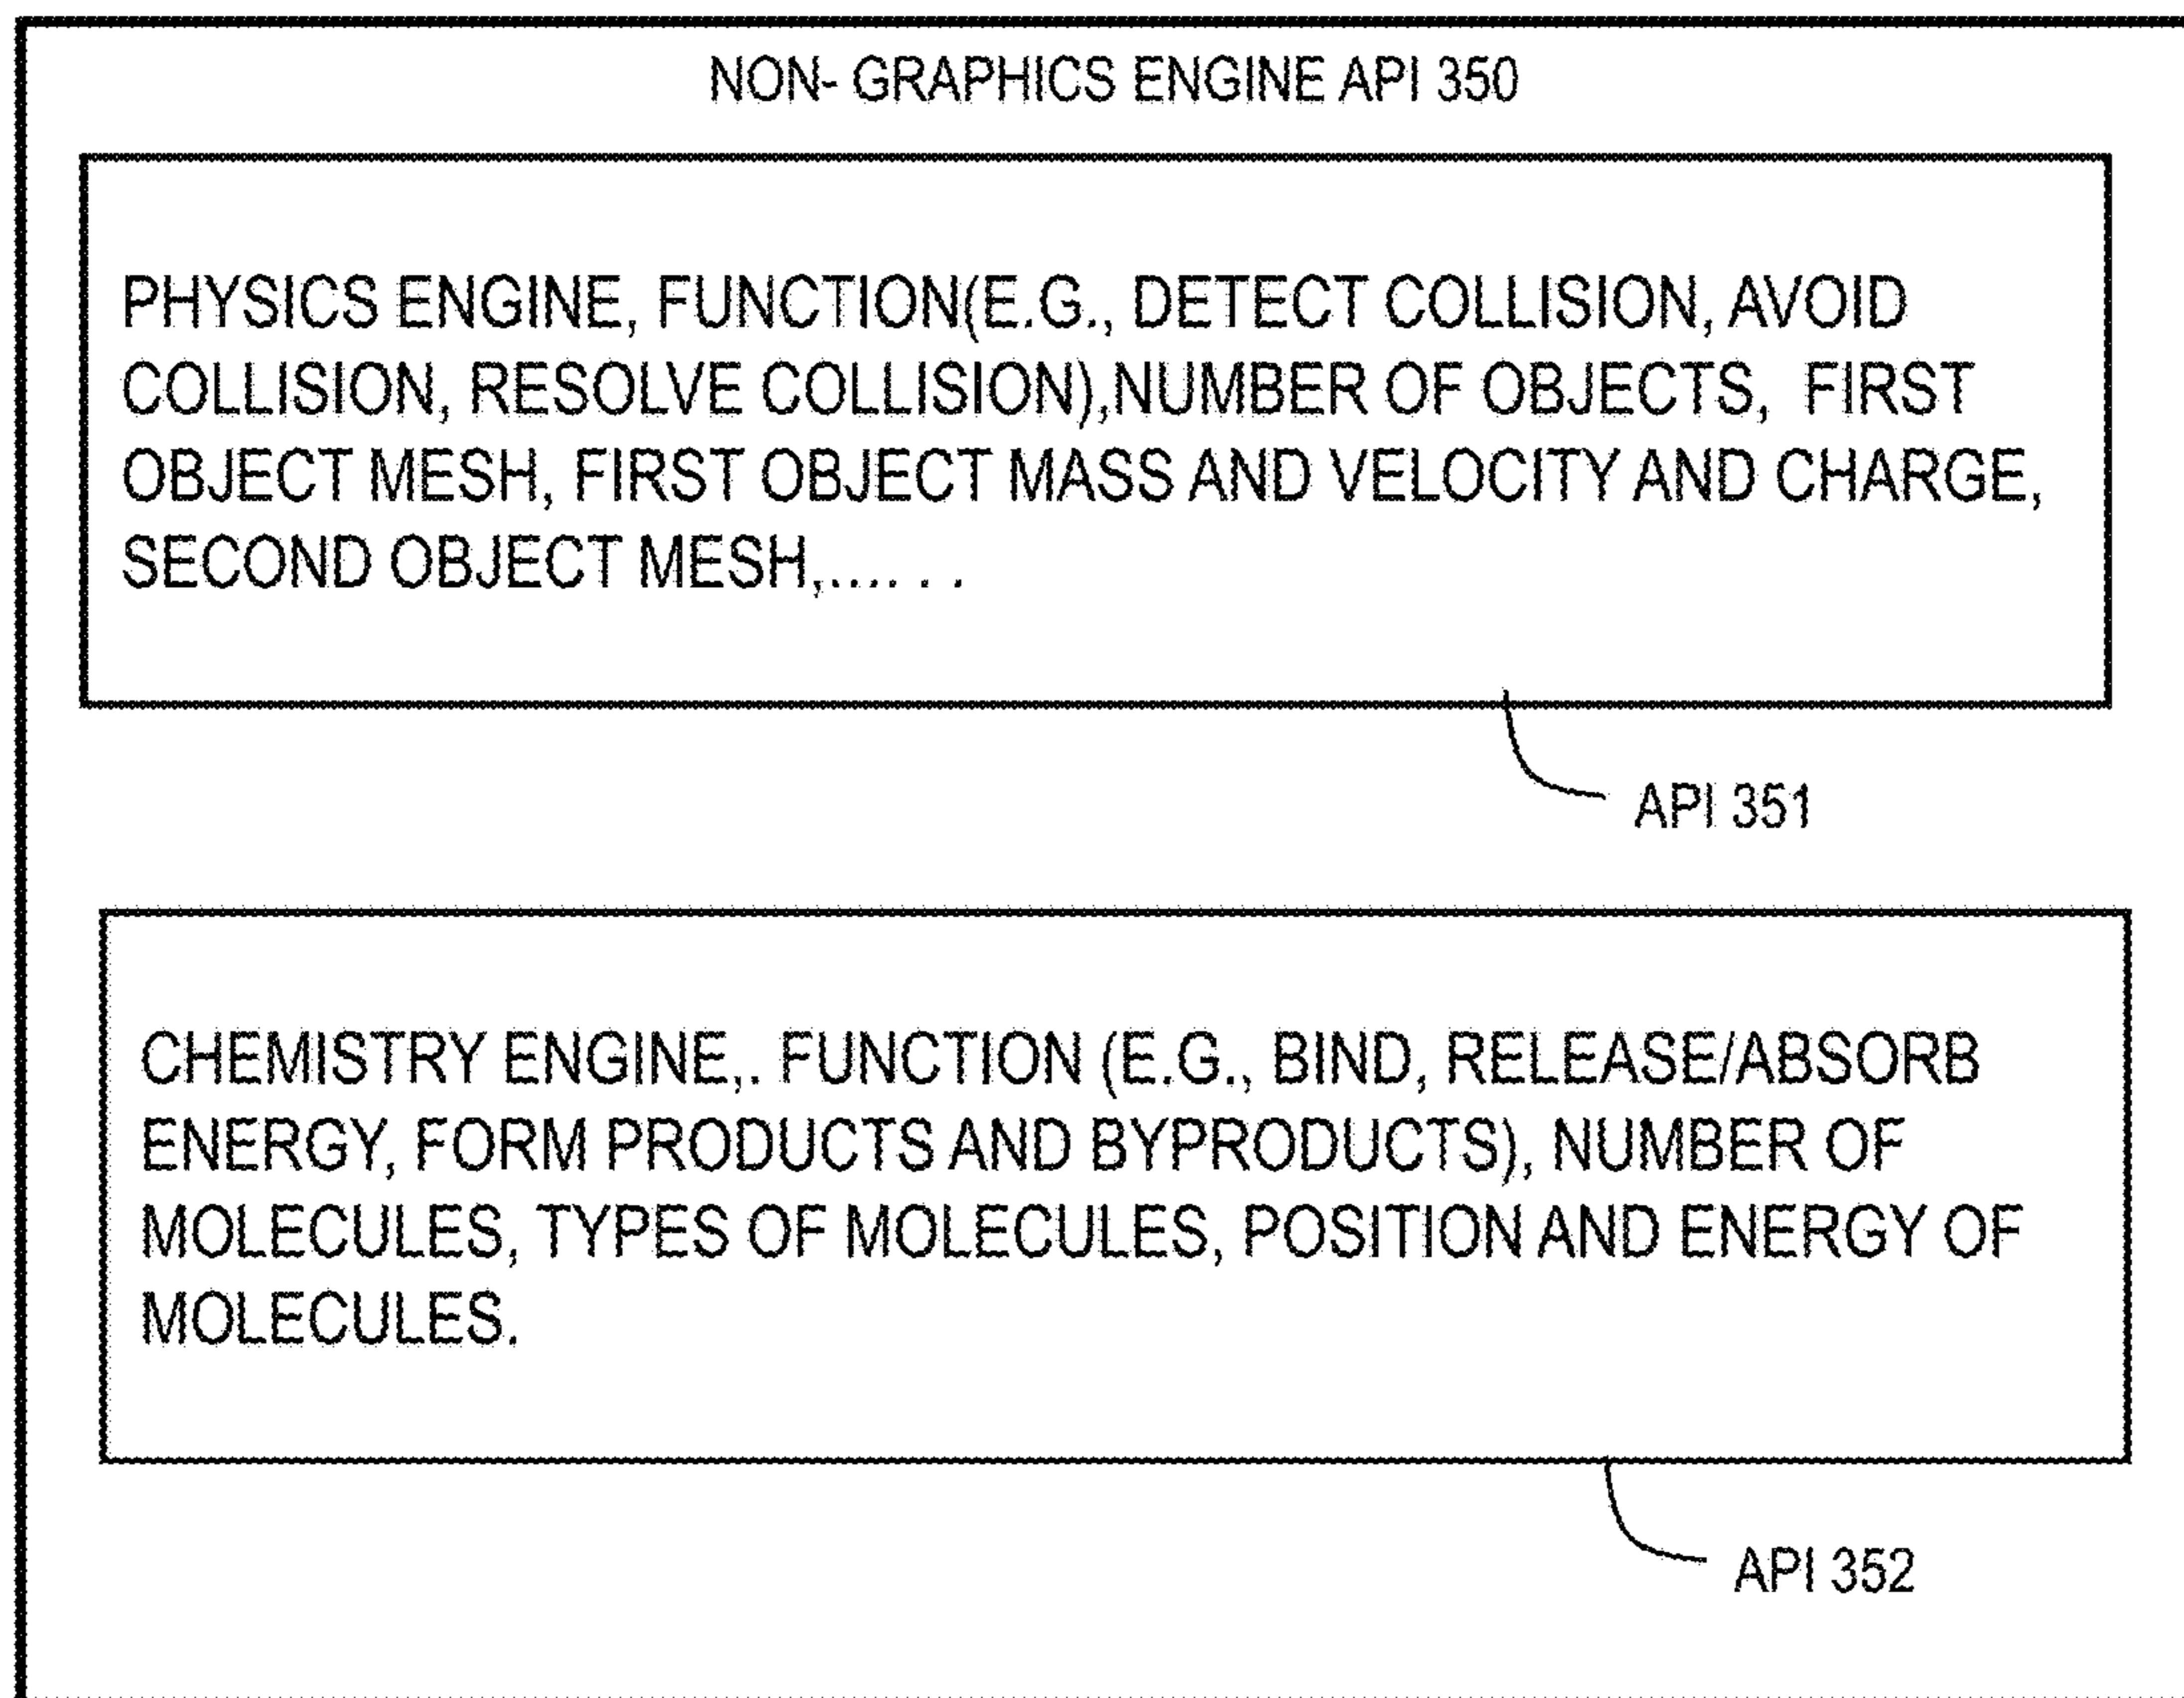 NON- GRAPHICS ENGINE API 350
PHYSICS ENGINE, FUNCTION(E.G., DETECT COLLISION, AVOID
COLLISION, RESOLVE COLLISION),NUMBER OF OBJECTS, FIRST
OBJECT MESH, FIRST OBJECT MASS AND VELOCITY AND CHARGE,
SECOND OBJECT MESH,.... . .
API 351
CHEMISTRY ENGINE,. FUNCTION (E.G., BIND, RELEASE/ABSORB
ENERGY, FORM PRODUCTS AND BYPRODUCTS), NUMBER OF
MOLECULES, TYPES OF MOLECULES, POSITION AND ENERGY OF
MOLECULES.
API 352